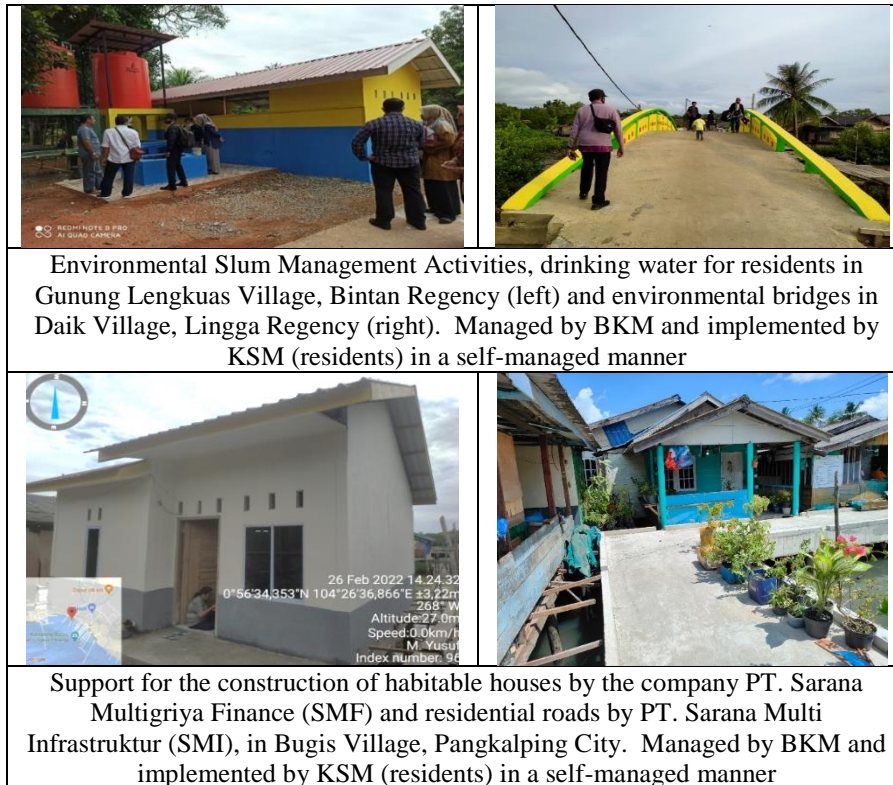 REDMI NOTE 8 PRO
AI QUAD CAMERA
Environmental Slum Management Activities, drinking water for residents in
Gunung Lengkuas Village, Bintan Regency (left) and environmental bridges in
Daik Village, Lingga Regency (right).  Managed by BKM and implemented by
KSM (residents) in a self-managed manner
26 Feb 2022 14.24.32
0°56'34,353"N 104°26'36,866"E ±3,22m
268° W
Altitude:27.0m
Speed:0.0km/h
M. Yusuf
Index number: 96
Support for the construction of habitable houses by the company PT. Sarana
Multigriya Finance (SMF) and residential roads by PT. Sarana Multi
Infrastruktur (SMI), in Bugis Village, Pangkalping City.  Managed by BKM and
implemented by KSM (residents) in a self-managed manner